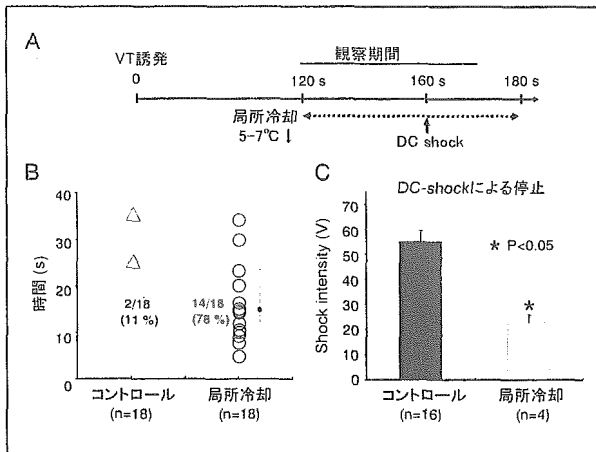 A
VT誘発
観察期間
0
120 s
160 s
180 s
局所冷却
5-7℃ ↓
DC shock
B
時間 (s)
40
30
20
10
0
2/18
(11 %)
14/18
(78 %)
コントロール
(n=18)
局所冷却
(n=18)
C
DC-shockによる停止
Shock intensity (V)
70
60
50
40
30
20
10
0
* P<0.05
*
コントロール
(n=16)
局所冷却
(n=4)